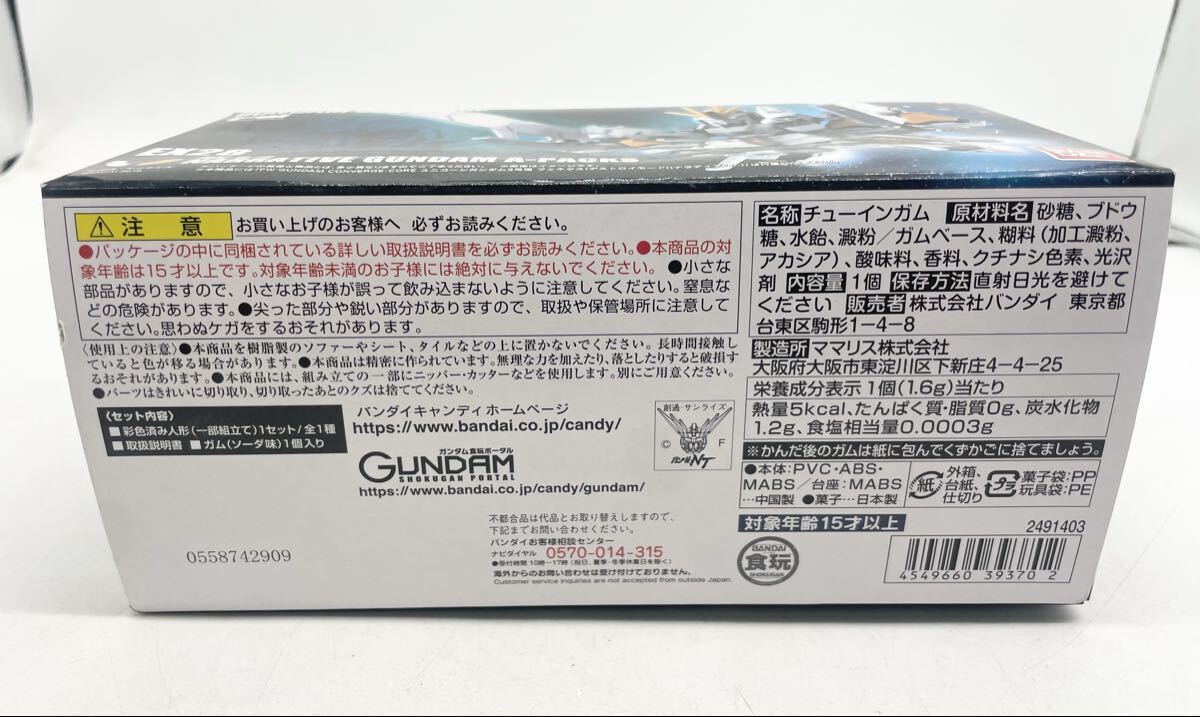 EX28
NARRATIVE GUNDAM A-PACKS
注意
お買い上げのお客様へ 必ずお読みください。
●パッケージの中に同梱されている詳しい取扱説明書を必ずお読みください。●本商品の対
象年齢は15才以上です。対象年齢未満のお子様には絶対に与えないでください。 ●小さな
部品がありますので、小さなお子様が誤って飲み込まないように注意してください。窒息な
どの危険があります。●尖った部分や鋭い部分がありますので、取扱や保管場所に注意して
ください。思わぬケガをするおそれがあります。
〈使用上の注意〉●本商品を樹脂製のソファーやシート、タイルなどの上に置かないでください。長時間接触し
ていると色が移る場合があります。●本商品は精密に作られています。無理な力を加えたり、落としたりすると破損す
るおそれがあります。●本商品には、組み立ての一部にニッパー・カッターなどを使用します。別にご用意ください。
●パーツはきれいに切り取り、切り取ったあとのクズは捨ててください。
〈セット内容〉
■彩色済み人形(一部組立て)1セット/全1種
■取扱説明書 ■ガム(ソーダ味)1個入り
バンダイキャンディ ホームページ
https://www.bandai.co.jp/candy/
ガンダム食玩ポータル
GUNDAM
SHOKUGAN PORTAL
https://www.bandai.co.jp/candy/gundam/
創通・サンライズ
© F
ガンダムNT
不都合品は代品とお取り替えしますので、
下記までお問い合わせください。
バンダイお客様相談センター
ナビダイヤル 0570-014-315
●受付時間 10時〜17時(祝日、夏季・冬季休業日を除く)
海外からのお問い合わせは受け付けておりません。
Customer service inquiries are not accepted from outside Japan.
0558742909
名称 チューインガム 原材料名 砂糖、ブドウ
糖、水飴、澱粉/ガムベース、糊料(加工澱粉、
アカシア)、酸味料、香料、クチナシ色素、光沢
剤 内容量 1個 保存方法 直射日光を避けて
ください 販売者 株式会社バンダイ 東京都
台東区駒形1-4-8
製造所 ママリス株式会社
大阪府大阪市東淀川区下新庄4-4-25
栄養成分表示 1個(1.6g)当たり
熱量5kcal、たんぱく質・脂質0g、炭水化物
1.2g、食塩相当量0.0003g
※かんだ後のガムは紙に包んでくずかごに捨てましょう。
●本体:PVC・ABS・
MABS/台座:MABS
…中国製 ●菓子…日本製
紙
外箱、
台紙、
仕切り
プラ
菓子袋:PP
玩具袋:PE
対象年齢15才以上
2491403
BANDAI
食玩
SHOKUGAN
4549660 393702